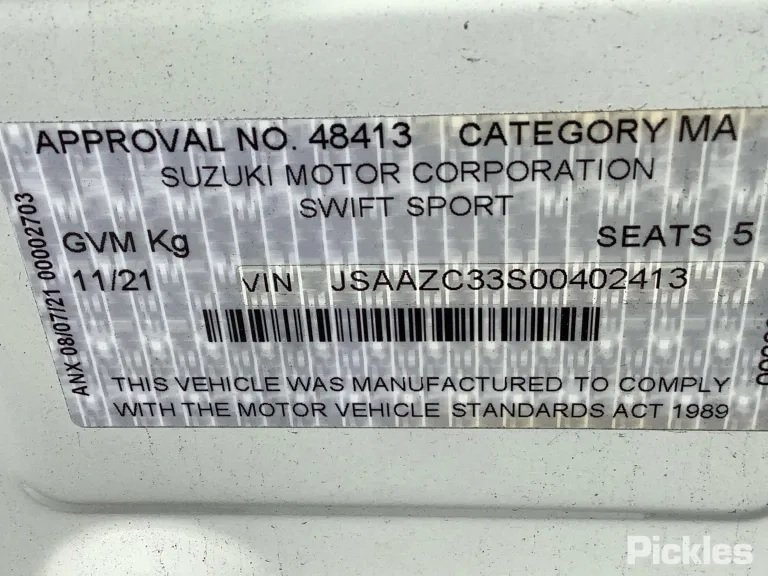 APPROVAL NO. 48413 CATEGORY MA
SUZUKI MOTOR CORPORATION
SWIFT SPORT
GVM Kg SEATS 5
11/21 VIN JSAAZC33S00402413
THIS VEHICLE WAS MANUFACTURED TO COMPLY
WITH THE MOTOR VEHICLE STANDARDS ACT 1989
ANX 08/07/21 00002703
Pickles